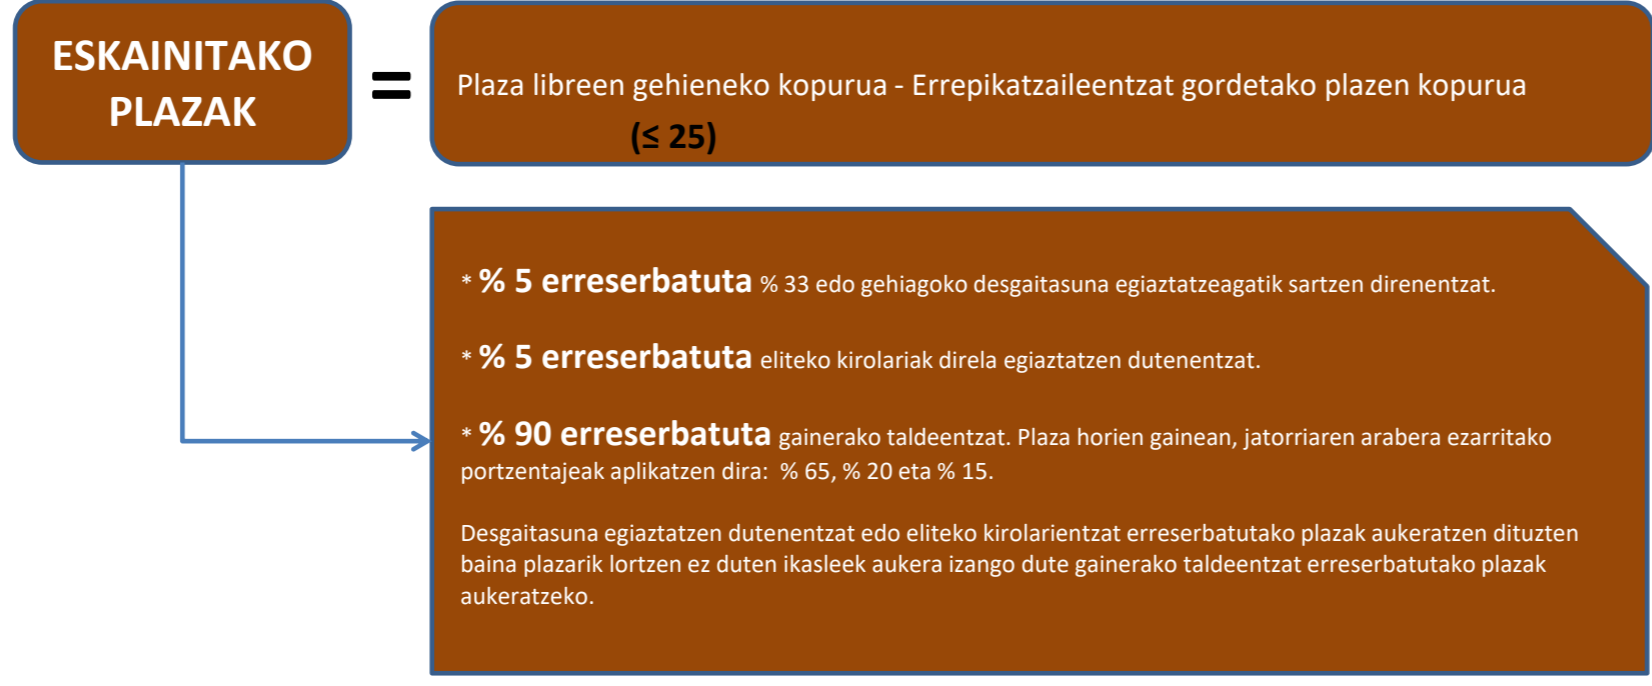 ESKAINITAKO
PLAZAK
=
Plaza libreen gehieneko kopurua - Errepikatzaileentzat gordetako plazen kopurua
(≤ 25)
* % 5 erreserbatuta % 33 edo gehiagoko desgaitasuna egiaztatzeagatik sartzen direnentzat.
* % 5 erreserbatuta eliteko kirolariak direla egiaztatzen dutenentzat.
* % 90 erreserbatuta gainerako taldeentzat. Plaza horien gainean, jatorriaren arabera ezarritako
portzentajeak aplikatzen dira: % 65, % 20 eta % 15.
Desgaitasuna egiaztatzen dutenentzat edo eliteko kirolarientzat erreserbatutako plazak aukeratzen dituzten
baina plazarik lortzen ez duten ikasleek aukera izango dute gainerako taldeentzat erreserbatutako plazak
aukeratzeko.